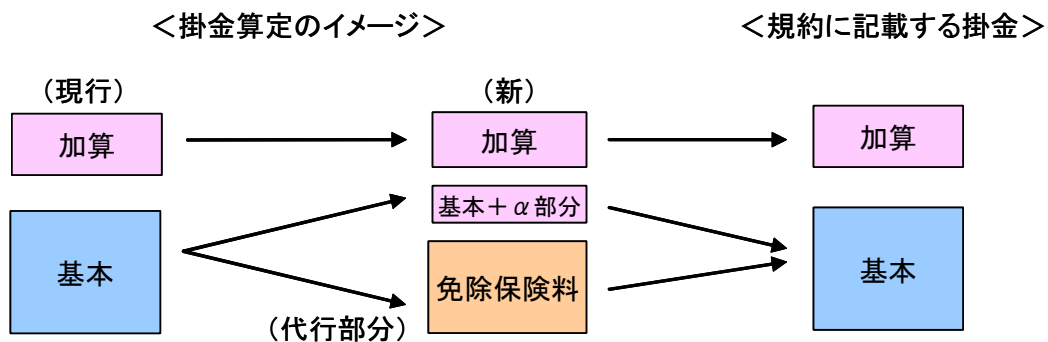 ＜掛金算定のイメージ＞
＜規約に記載する掛金＞
（現行）
（新）
加算
加算
加算
基本＋α部分
基本
免除保険料
基本
（代行部分）